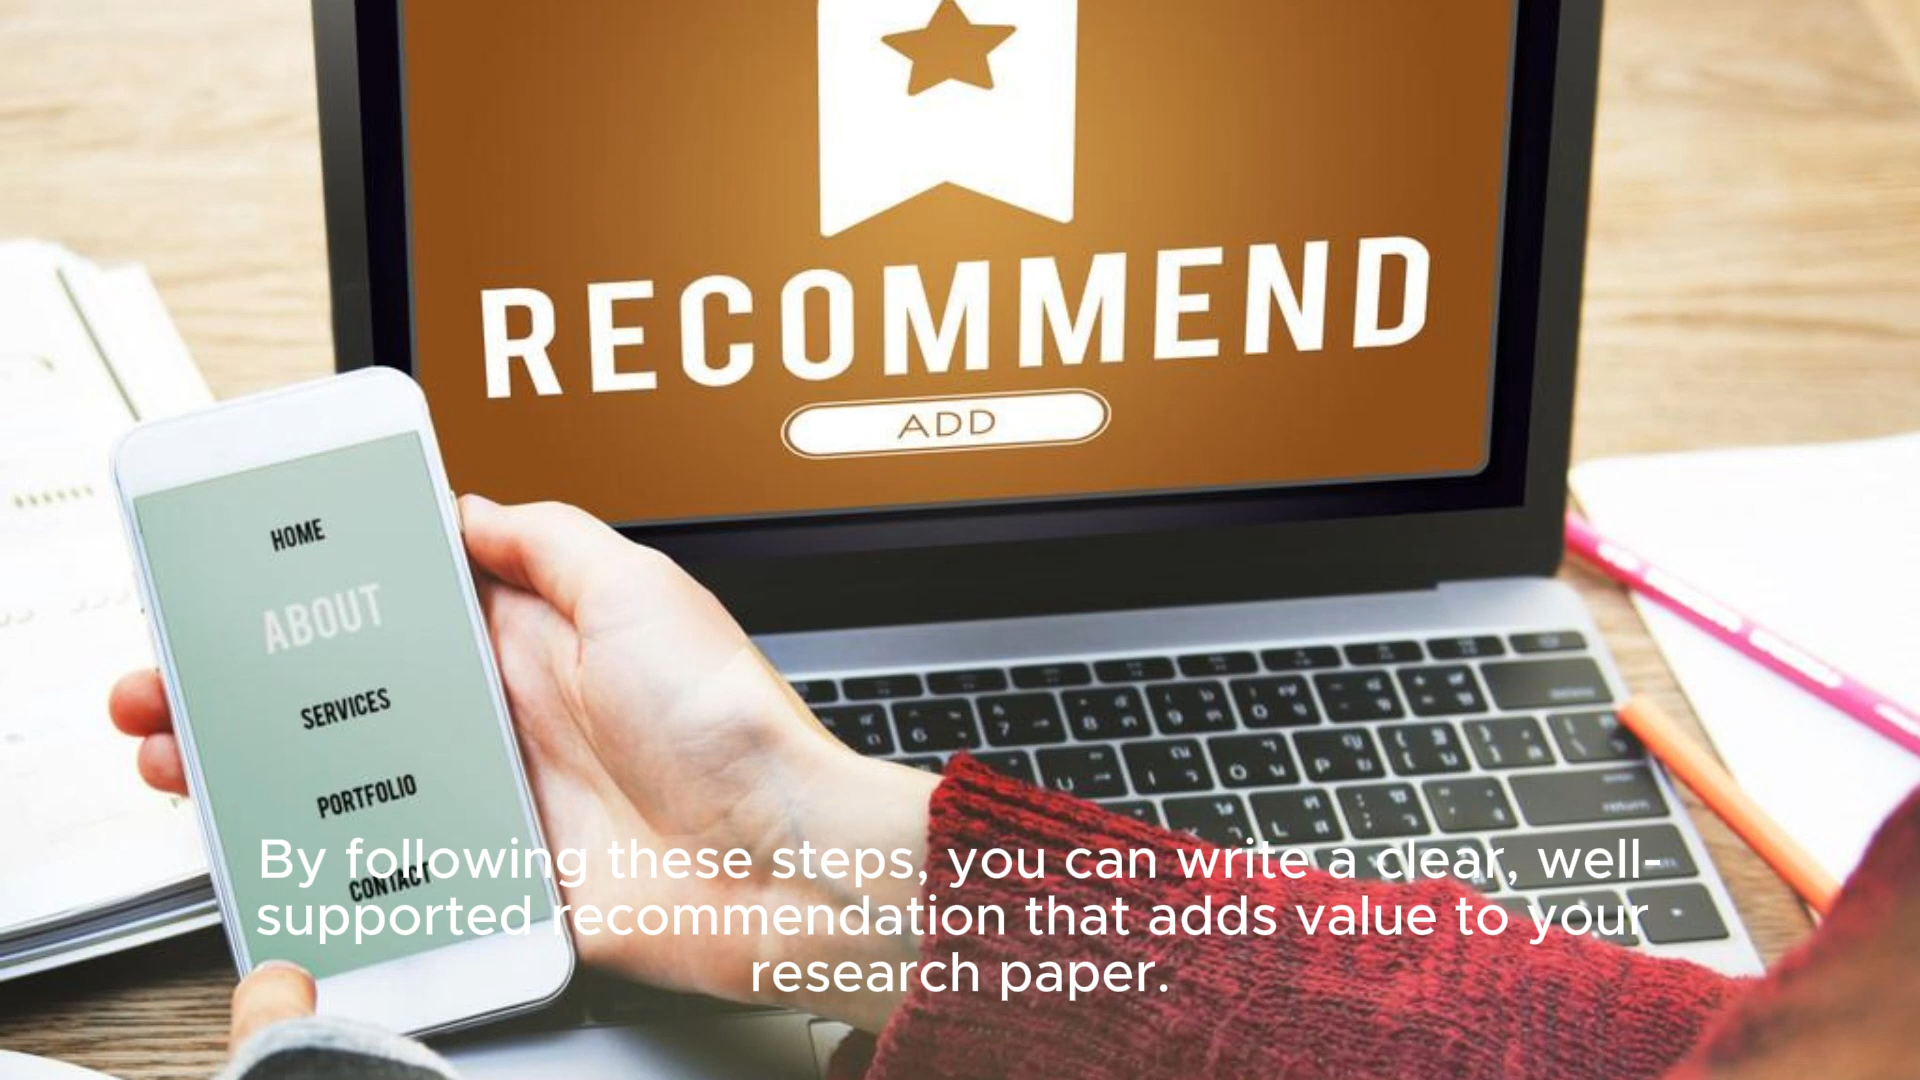 RECOMMEND
ADD
HOME
ABOUT
SERVICES
PORTFOLIO
CONTACT
By following these steps, you can write a clear, well-
supported recommendation that adds value to your
research paper.